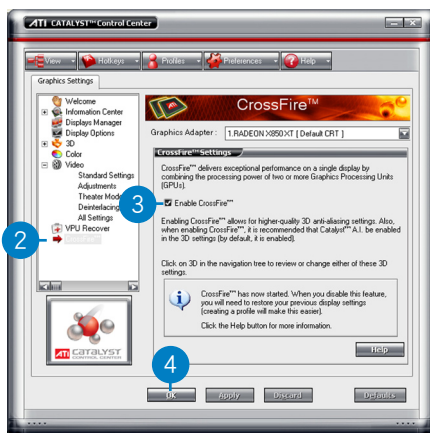 ATI CATALYST™ Control Center
View
Hotkeys
Profiles
Preferences
Help
Graphics Settings
Welcome
Information Center
Displays Manager
Display Options
3D
Color
Video
Standard Settings
Adjustments
Theater Mode
Deinterlacing
All Settings
VPU Recover
CrossFire™
Graphics Adapter :
1.RADEON X850 XT [ Default CRT ]
CrossFire™ Settings
CrossFire™ delivers exceptional performance on a single display by
combining the processing power of two or more Graphics Processing Units
(GPUs).
3
Enable CrossFire™
Enabling CrossFire™ allows for higher-quality 3D anti-aliasing settings. Also,
when enabling CrossFire™, it is recommended that Catalyst™ A.I. be enabled
in the 3D settings (by default, it is enabled).
2
Click on 3D in the navigation tree to review or change either of these 3D
settings.
CrossFire™ has now started. When you disable this feature,
you will need to restore your previous display settings
(creating a profile will make this easier).
Click the Help button for more information.
Help
ATI CATALYST
CONTROL CENTER
4
OK
Apply
Discard
Defaults